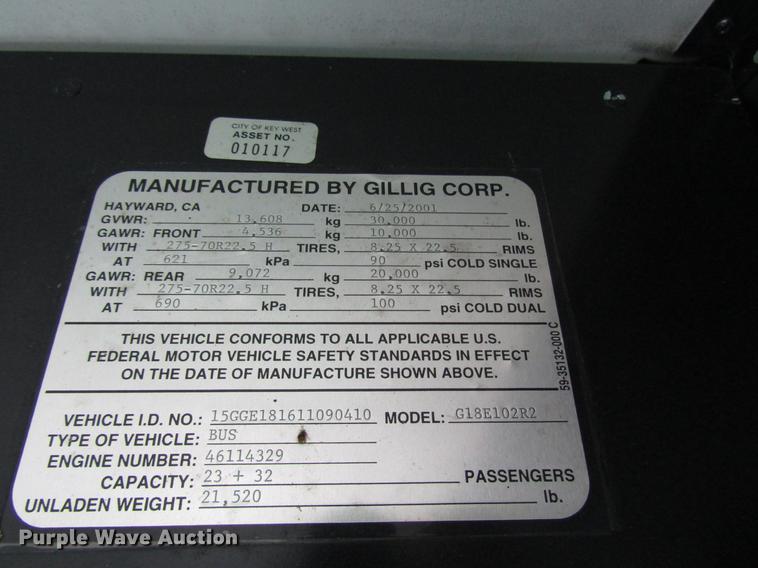 CITY OF KEY WEST
ASSET NO.
010117
MANUFACTURED BY GILLIG CORP.
HAYWARD, CA DATE: 6/25/2001
GVWR: 13,608 kg 30,000 lb.
GAWR: FRONT 4,536 kg 10,000 lb.
WITH 275-70R22.5 H TIRES, 8.25 X 22.5 RIMS
AT 621 kPa 90 psi COLD SINGLE
GAWR: REAR 9,072 kg 20,000 lb.
WITH 275-70R22.5 H TIRES, 8.25 X 22.5 RIMS
AT 690 kPa 100 psi COLD DUAL
THIS VEHICLE CONFORMS TO ALL APPLICABLE U.S.
FEDERAL MOTOR VEHICLE SAFETY STANDARDS IN EFFECT
ON THE DATE OF MANUFACTURE SHOWN ABOVE.
59-35132-000 C
VEHICLE I.D. NO.: 15GGE181611090410 MODEL: G18E102R2
TYPE OF VEHICLE: BUS
ENGINE NUMBER: 46114329
CAPACITY: 23 + 32 PASSENGERS
UNLADEN WEIGHT: 21,520 lb.
Purple Wave Auction